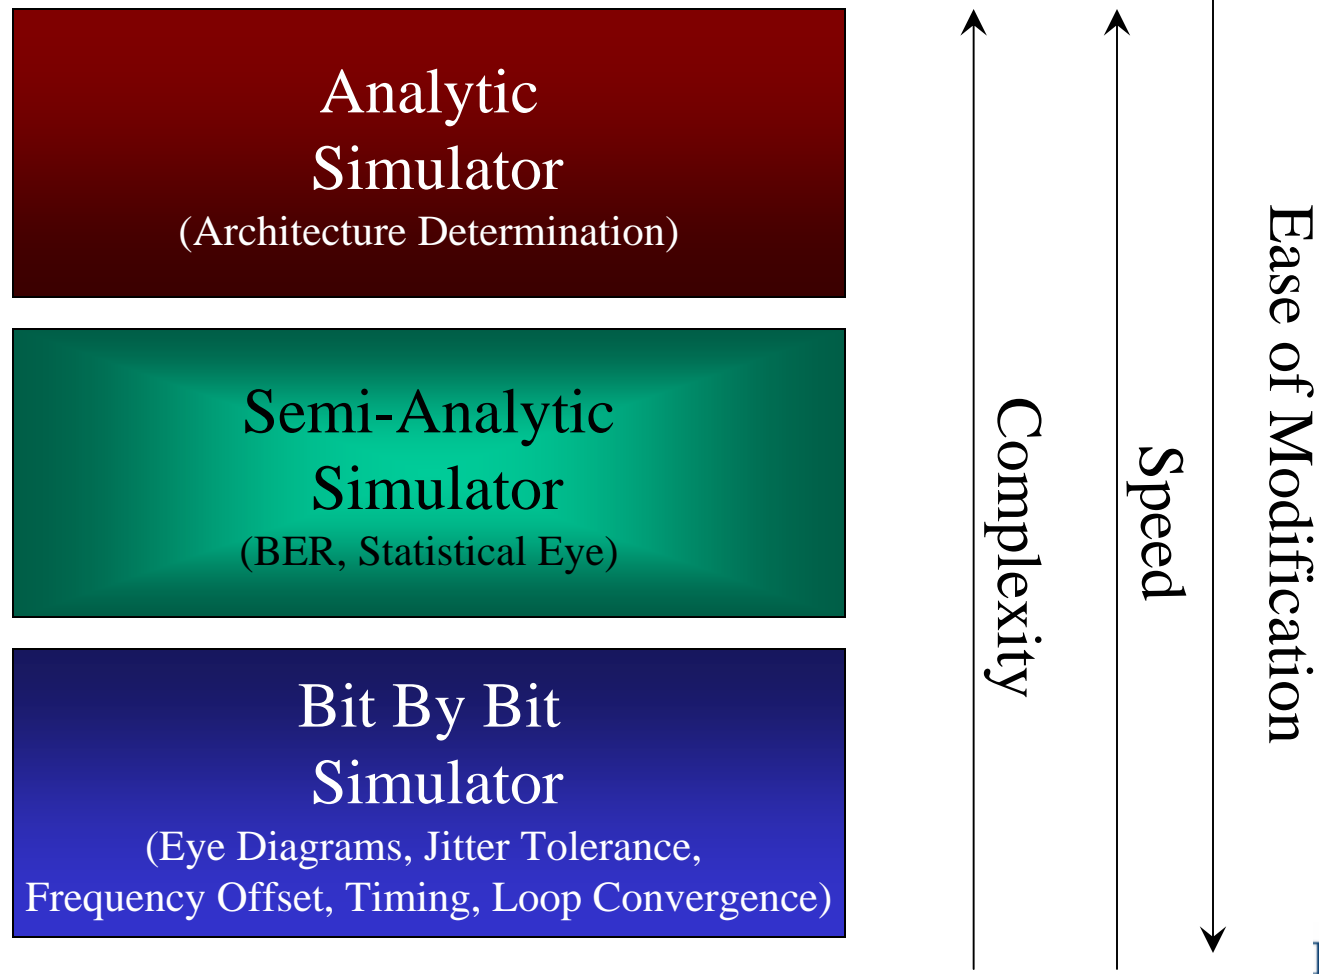 Analytic
Simulator
(Architecture Determination)
Semi-Analytic
Simulator
(BER, Statistical Eye)
Bit By Bit
Simulator
(Eye Diagrams, Jitter Tolerance,
Frequency Offset, Timing, Loop Convergence)
Complexity
Speed
Ease of Modification